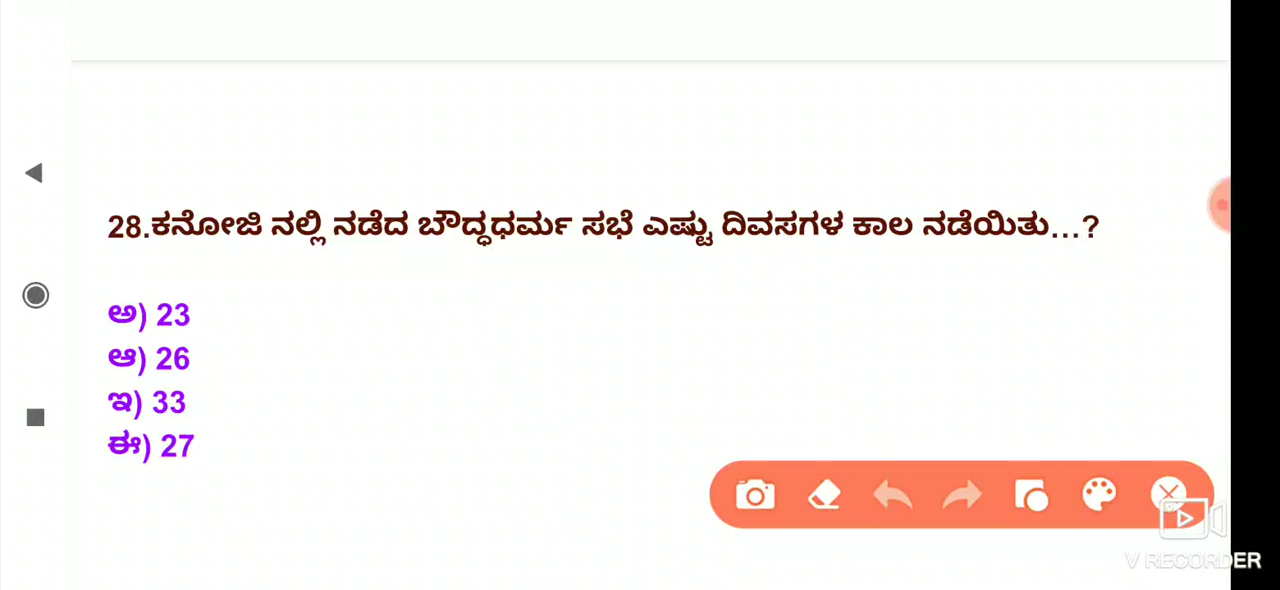 28.ಕನೋಜಿ ನಲ್ಲಿ ನಡೆದ ಬೌದ್ಧಧರ್ಮ ಸಭೆ ಎಷ್ಟು ದಿವಸಗಳ ಕಾಲ ನಡೆಯಿತು...?
ಅ) 23
ಆ) 26
ಇ) 33
ಈ) 27
V RECORDER